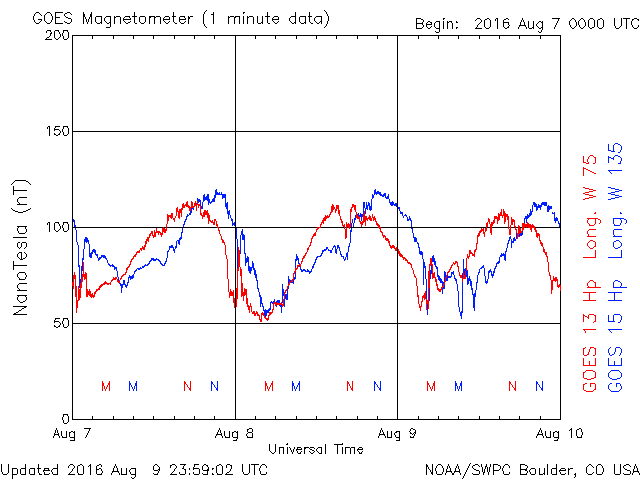 GOES Magnetometer (1 minute data)
Begin: 2016 Aug 7 0000 UTC
200
150
100
50
0
NanoTesla (nT)
M M N N M M N N M M N N
Aug 7 Aug 8 Aug 9 Aug 10
Universal Time
GOES 13 Hp Long. W 75
GOES 15 Hp Long. W 135
Updated 2016 Aug 9 23:59:02 UTC
NOAA/SWPC Boulder, CO USA